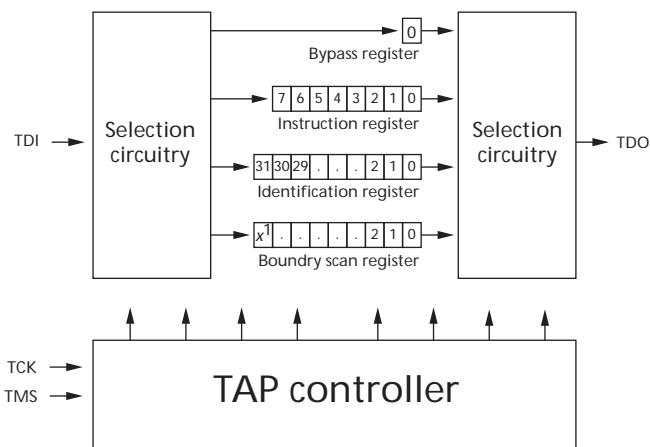 0
Bypass register
7 6 5 4 3 2 1 0
Instruction register
TDI
Selection
circuitry
Selection
circuitry
TDO
31 30 29 . . . 2 1 0
Identification register
x1 . . . . . 2 1 0
Boundry scan register
TCK
TMS
TAP controller